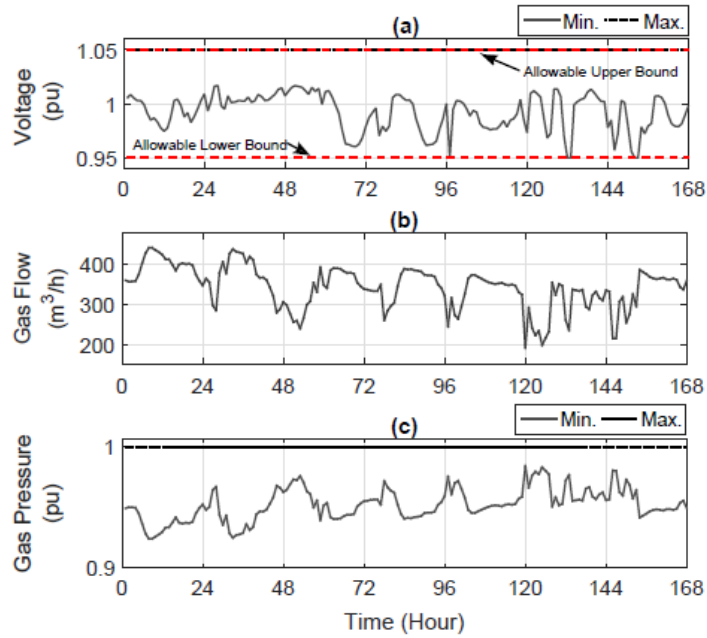 (a)
Min. Max.
1.05
1
0.95
Voltage
(pu)
Allowable Upper Bound
Allowable Lower Bound
0 24 48 72 96 120 144 168
(b)
400
300
200
Gas Flow
(m³/h)
0 24 48 72 96 120 144 168
(c)
Min. Max.
1
0.9
Gas Pressure
(pu)
0 24 48 72 96 120 144 168
Time (Hour)